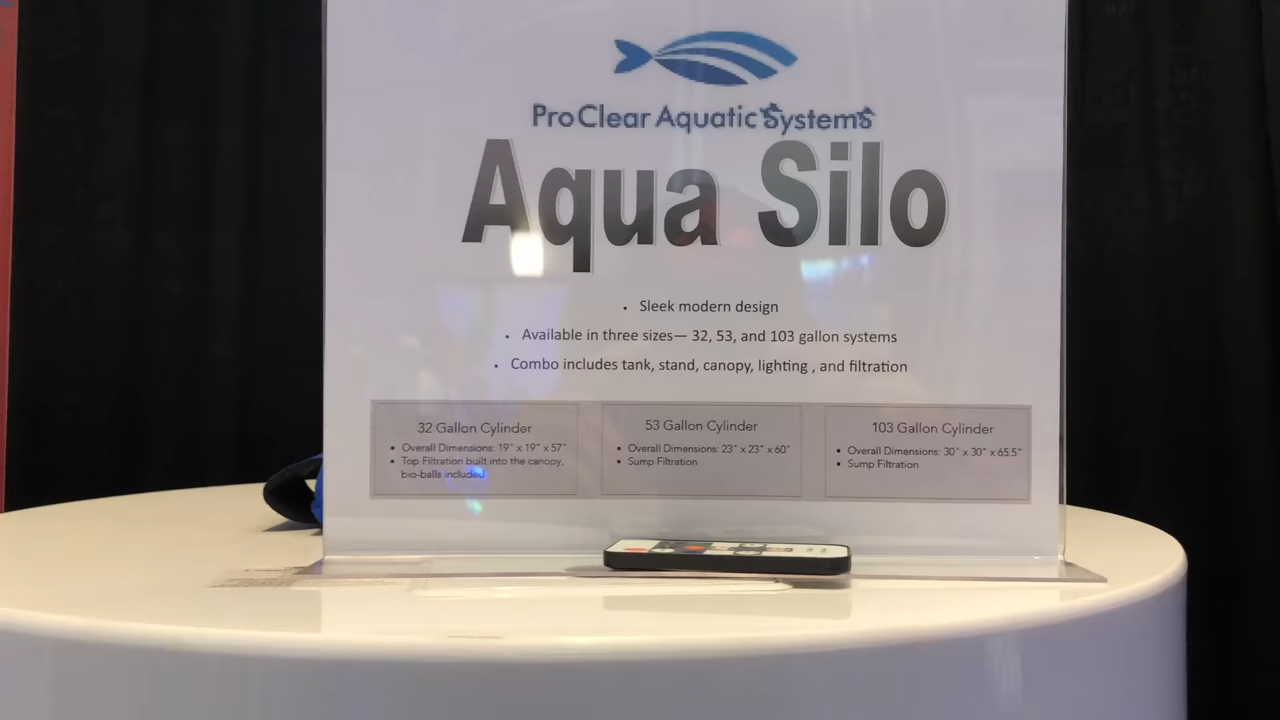 ProClear Aquatic Systems
Aqua Silo
• Sleek modern design
• Available in three sizes— 32, 53, and 103 gallon systems
• Combo includes tank, stand, canopy, lighting , and filtration
32 Gallon Cylinder
• Overall Dimensions: 19" x 19" x 57"
• Top Filtration built into the canopy,
bio-balls included
53 Gallon Cylinder
• Overall Dimensions: 23" x 23" x 60"
• Sump Filtration
103 Gallon Cylinder
• Overall Dimensions: 30" x 30" x 65.5"
• Sump Filtration